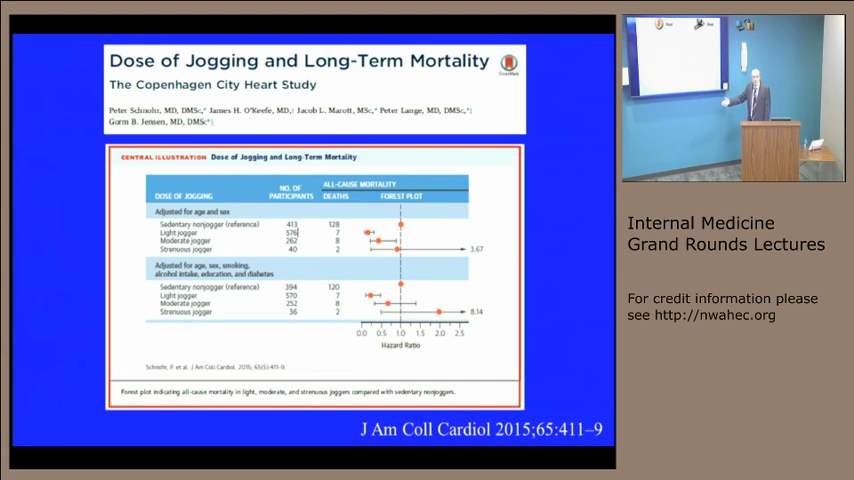 Dose of Jogging and Long-Term Mortality
The Copenhagen City Heart Study
Peter Schnohr, MD, DMSc,* James H. O'Keefe, MD,† Jacob L. Marott, MSc,* Peter Lange, MD, DMSc,*‡
Gorm B. Jensen, MD, DMSc*§
CENTRAL ILLUSTRATION Dose of Jogging and Long-Term Mortality
DOSE OF JOGGING NO. OF PARTICIPANTS ALL-CAUSE MORTALITY DEATHS FOREST PLOT
Adjusted for age and sex
Sedentary nonjogger (reference) 413 128
Light jogger 576 7
Moderate jogger 262 8
Strenuous jogger 40 2 3.67
Adjusted for age, sex, smoking,
alcohol intake, education, and diabetes
Sedentary nonjogger (reference) 394 120
Light jogger 570 7
Moderate jogger 252 8
Strenuous jogger 36 2 8.14
0.0 0.5 1.0 1.5 2.0 2.5
Hazard Ratio
Schnohr, P. et al. J Am Coll Cardiol. 2015; 65(5):411-9.
Forest plot indicating all-cause mortality in light, moderate, and strenuous joggers compared with sedentary nonjoggers.
J Am Coll Cardiol 2015;65:411–9
Internal Medicine
Grand Rounds Lectures
For credit information please
see http://nwahec.org